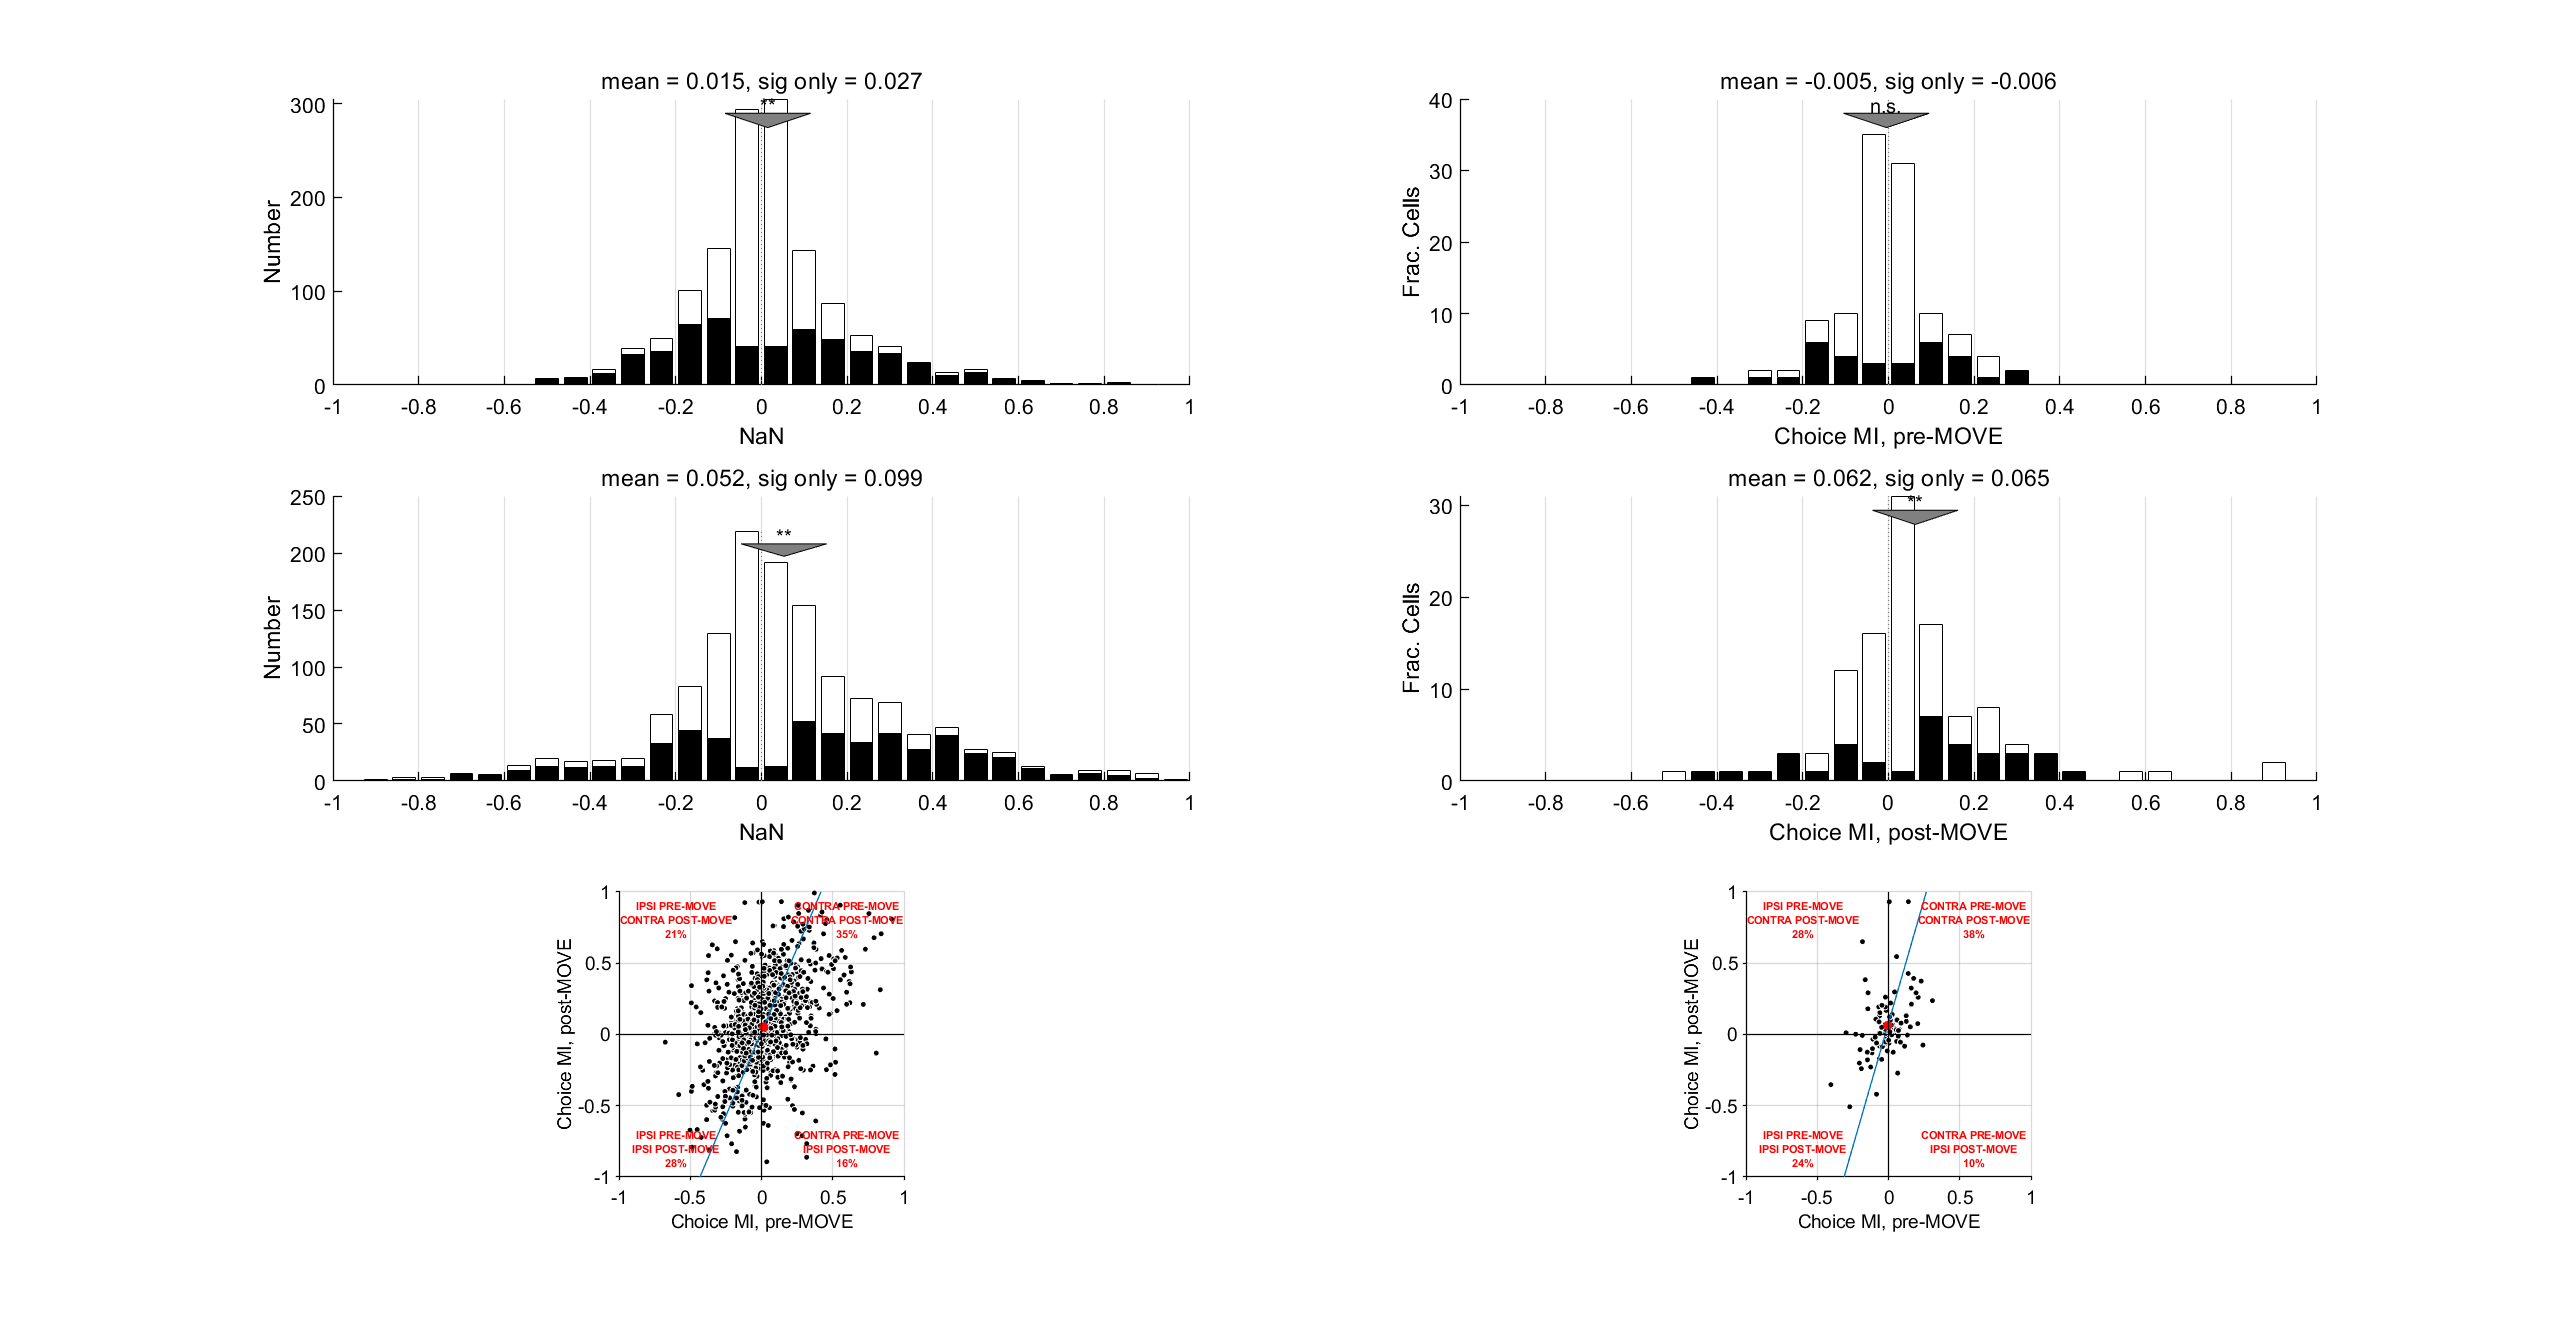 mean = 0.015, sig only = 0.027
**
300
200
100
0
Number
-1 -0.8 -0.6 -0.4 -0.2 0 0.2 0.4 0.6 0.8 1
NaN
mean = -0.005, sig only = -0.006
n.s.
40
30
20
10
0
Frac. Cells
-1 -0.8 -0.6 -0.4 -0.2 0 0.2 0.4 0.6 0.8 1
Choice MI, pre-MOVE
mean = 0.052, sig only = 0.099
**
250
200
150
100
50
0
Number
-1 -0.8 -0.6 -0.4 -0.2 0 0.2 0.4 0.6 0.8 1
NaN
mean = 0.062, sig only = 0.065
**
30
20
10
0
Frac. Cells
-1 -0.8 -0.6 -0.4 -0.2 0 0.2 0.4 0.6 0.8 1
Choice MI, post-MOVE
1
0.5
0
-0.5
-1
Choice MI, post-MOVE
IPSI PRE-MOVE
CONTRA POST-MOVE
21%
CONTRA PRE-MOVE
CONTRA POST-MOVE
35%
IPSI PRE-MOVE
IPSI POST-MOVE
28%
CONTRA PRE-MOVE
IPSI POST-MOVE
16%
-1 -0.5 0 0.5 1
Choice MI, pre-MOVE
1
0.5
0
-0.5
-1
Choice MI, post-MOVE
IPSI PRE-MOVE
CONTRA POST-MOVE
28%
CONTRA PRE-MOVE
CONTRA POST-MOVE
38%
IPSI PRE-MOVE
IPSI POST-MOVE
24%
CONTRA PRE-MOVE
IPSI POST-MOVE
10%
-1 -0.5 0 0.5 1
Choice MI, pre-MOVE